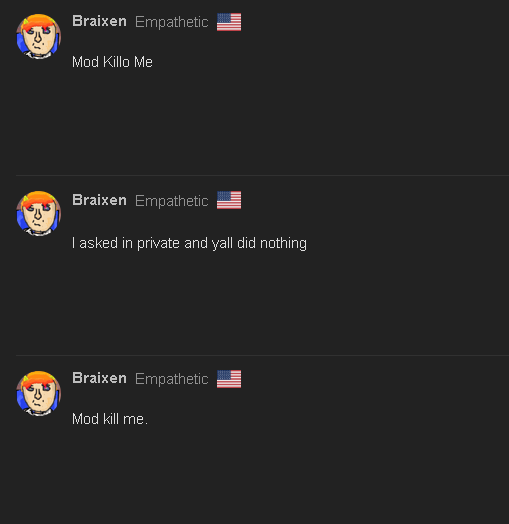 Braixen Empathetic
Mod Killo Me
Braixen Empathetic
I asked in private and yall did nothing
Braixen Empathetic
Mod kill me.